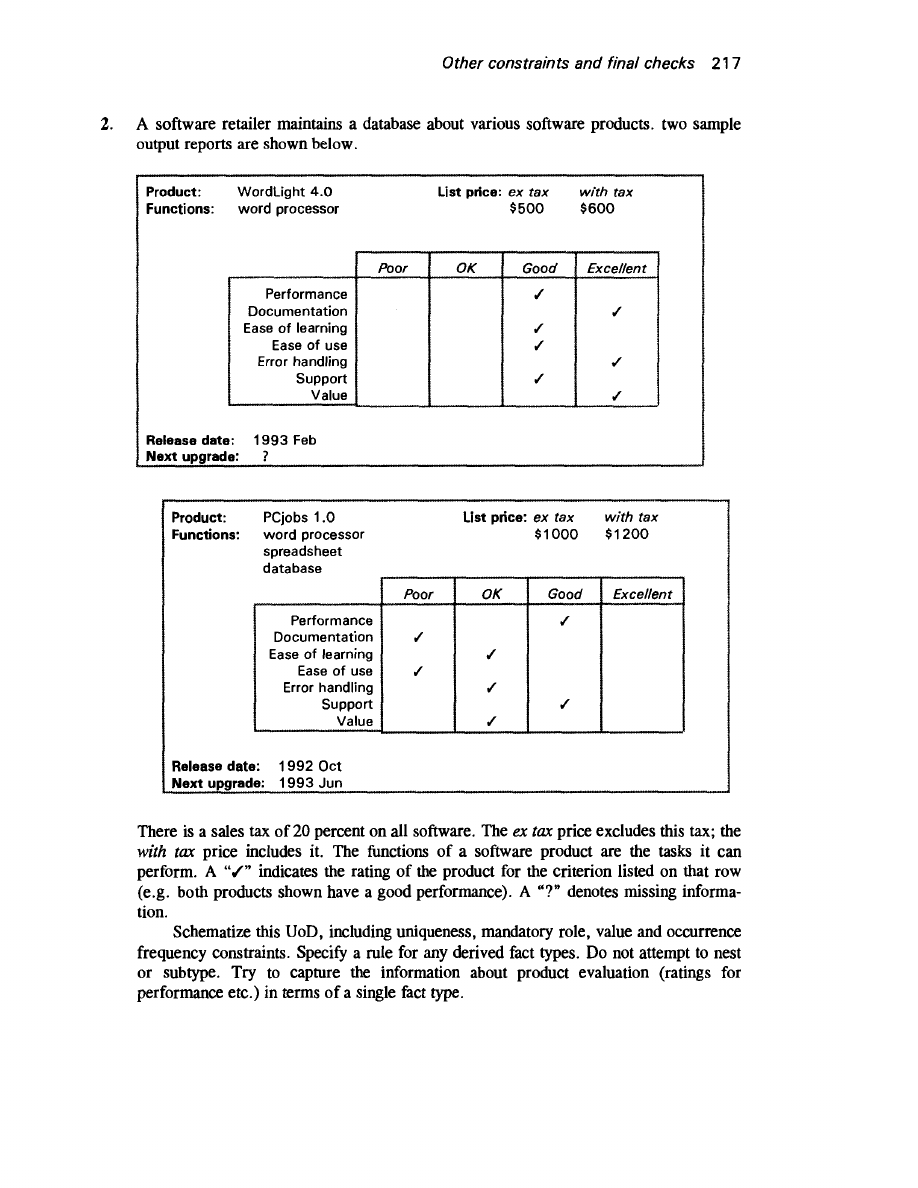 Other constraints and final checks 217
2. A software retailer maintains a database about various software products. two sample
output reports are shown below.
Product: WordLight 4.0 List price: ex tax with tax
Functions: word processor $500 $600
Poor OK Good Excellent
Performance ✓
Documentation ✓
Ease of learning ✓
Ease of use ✓
Error handling ✓
Support ✓
Value ✓
Release date: 1993 Feb
Next upgrade: ?
Product: PCjobs 1.0 List price: ex tax with tax
Functions: word processor $1000 $1200
spreadsheet
database
Poor OK Good Excellent
Performance ✓
Documentation ✓
Ease of learning ✓
Ease of use ✓
Error handling ✓
Support ✓
Value ✓
Release date: 1992 Oct
Next upgrade: 1993 Jun
There is a sales tax of 20 percent on all software. The ex tax price excludes this tax; the
with tax price includes it. The functions of a software product are the tasks it can
perform. A "✓" indicates the rating of the product for the criterion listed on that row
(e.g. both products shown have a good performance). A "?" denotes missing informa-
tion.
Schematize this UoD, including uniqueness, mandatory role, value and occurrence
frequency constraints. Specify a rule for any derived fact types. Do not attempt to nest
or subtype. Try to capture the information about product evaluation (ratings for
performance etc.) in terms of a single fact type.